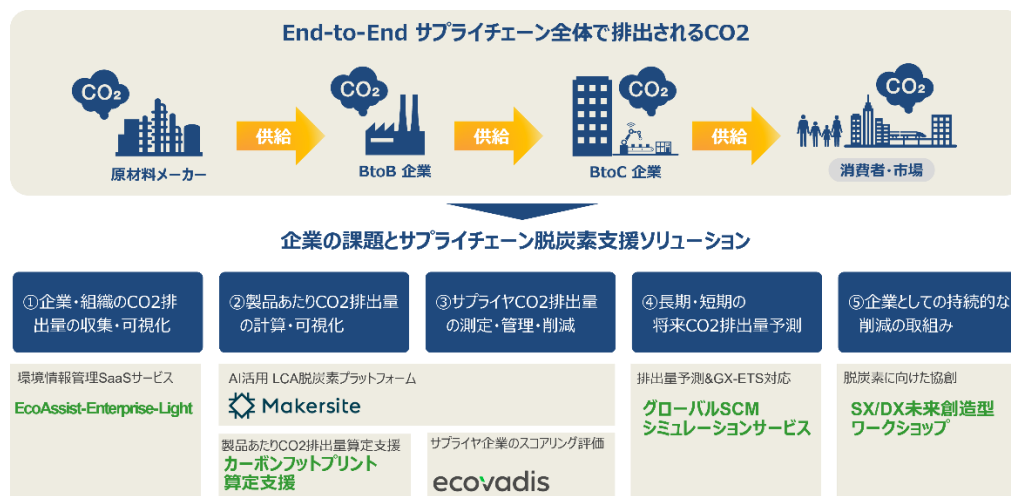 End-to-End サプライチェーン全体で排出されるCO2
CO₂
CO₂
CO₂
CO₂
供給
供給
供給
原材料メーカー
BtoB 企業
BtoC 企業
消費者・市場
企業の課題とサプライチェーン脱炭素支援ソリューション
①企業・組織のCO2排
出量の収集・可視化
②製品あたりCO2排出量
の計算・可視化
③サプライヤCO2排出量
の測定・管理・削減
④長期・短期の
将来CO2排出量予測
⑤企業としての持続的な
削減の取組み
環境情報管理SaaSサービス
EcoAssist-Enterprise-Light
AI活用 LCA脱炭素プラットフォーム
Makersite
製品あたりCO2排出量算定支援
カーボンフットプリント
算定支援
サプライヤ企業のスコアリング評価
ecovadis
排出量予測&GX-ETS対応
グローバルSCM
シミュレーションサービス
脱炭素に向けた協創
SX/DX未来創造型
ワークショップ